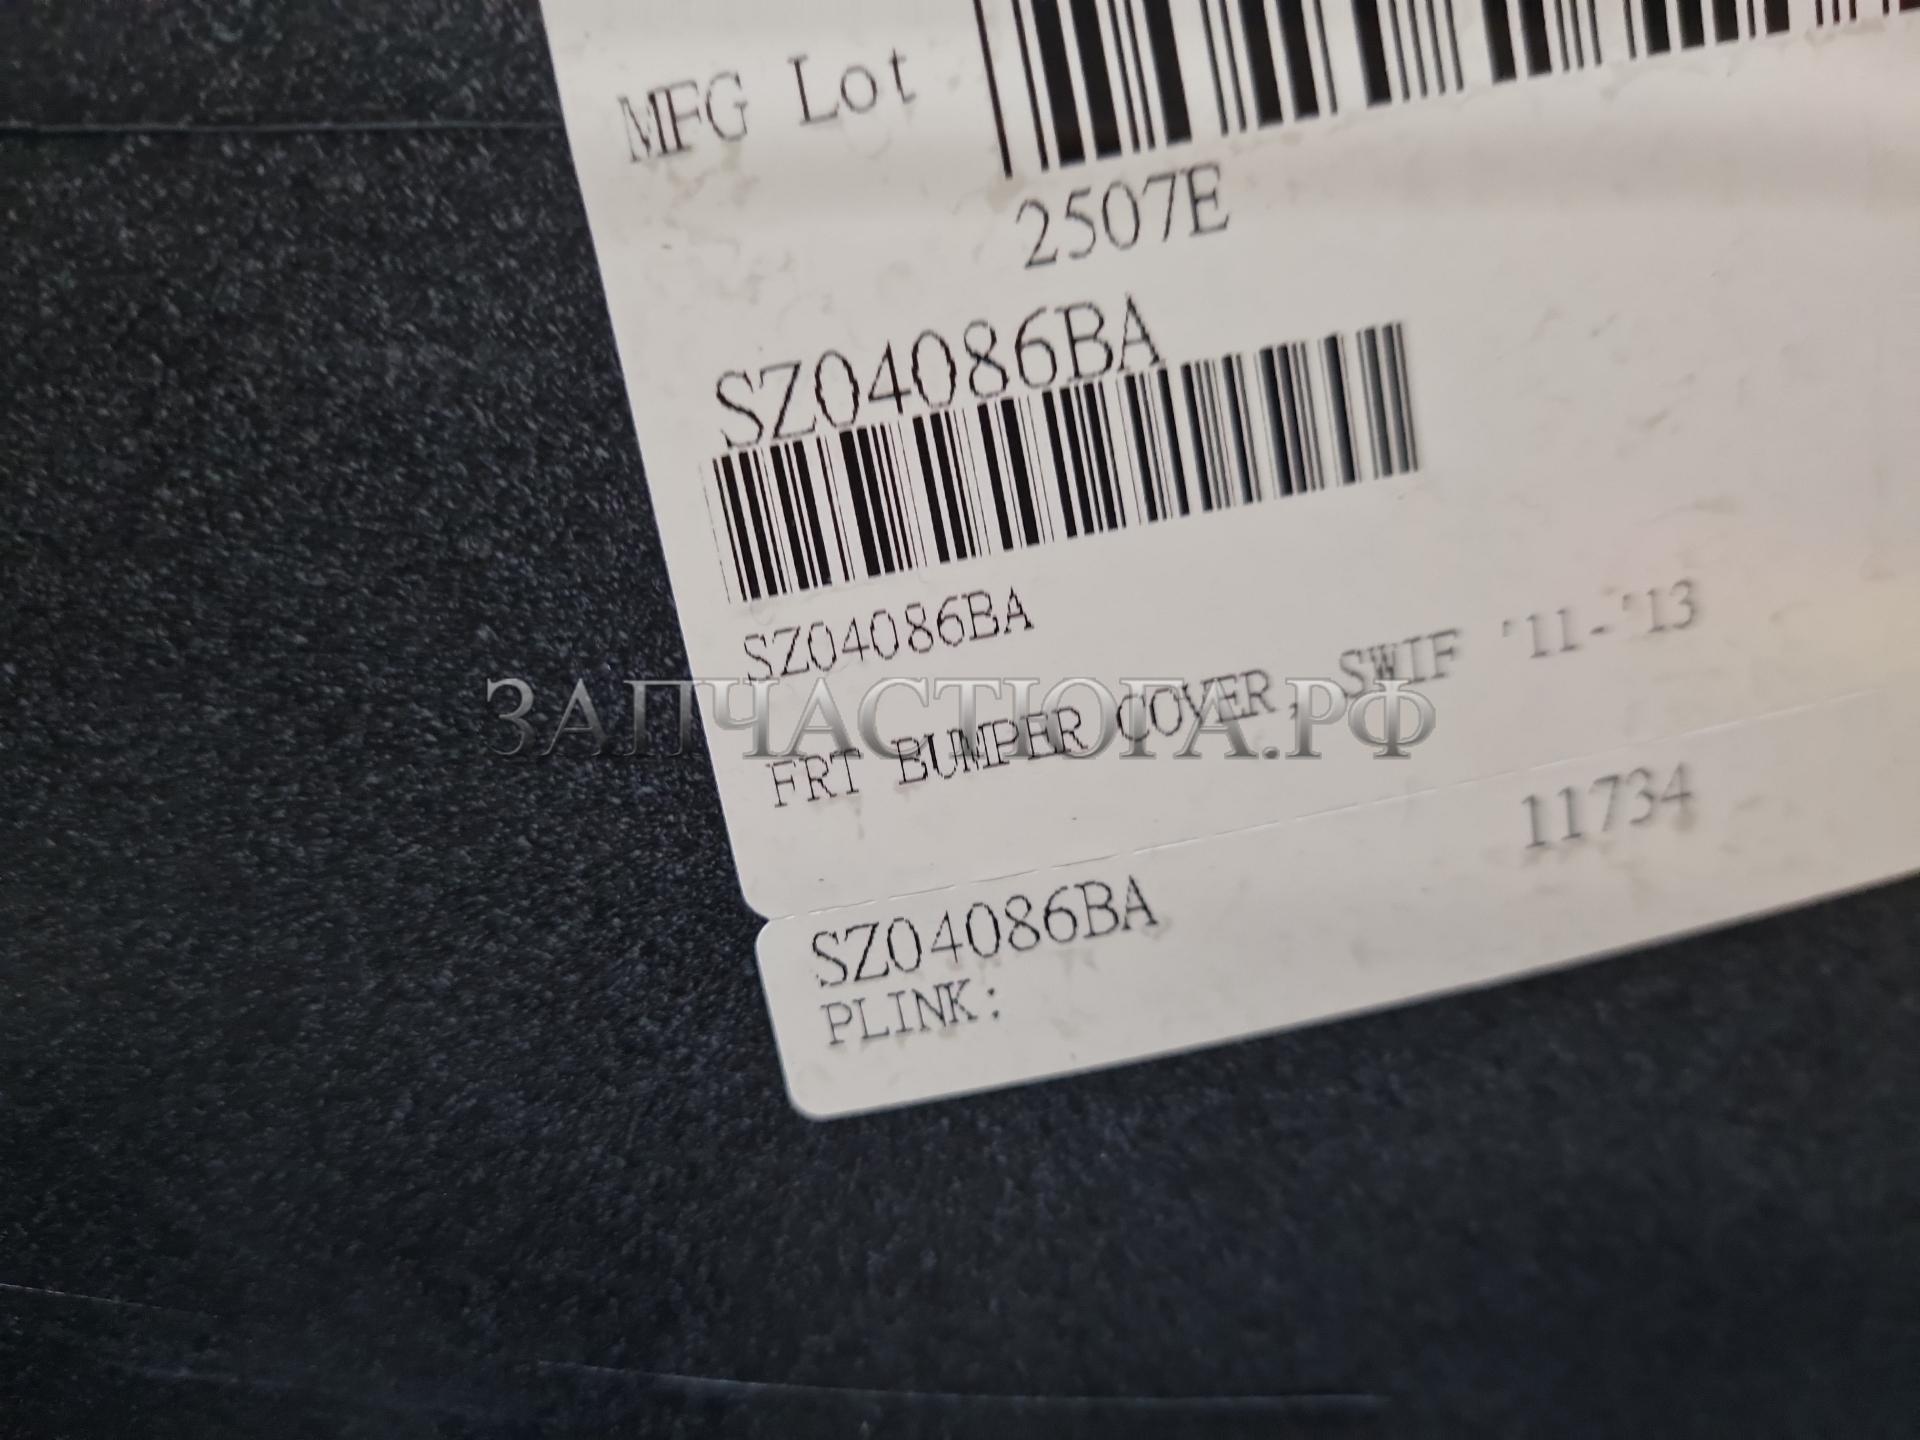 MFG Lot
2507E
SZ04086BA
SZ04086BA
FRT BUMPER COVER, SWIF '11-'13
ЗАПЧАСТЮГА.РФ
11734
SZ04086BA
PLINK: